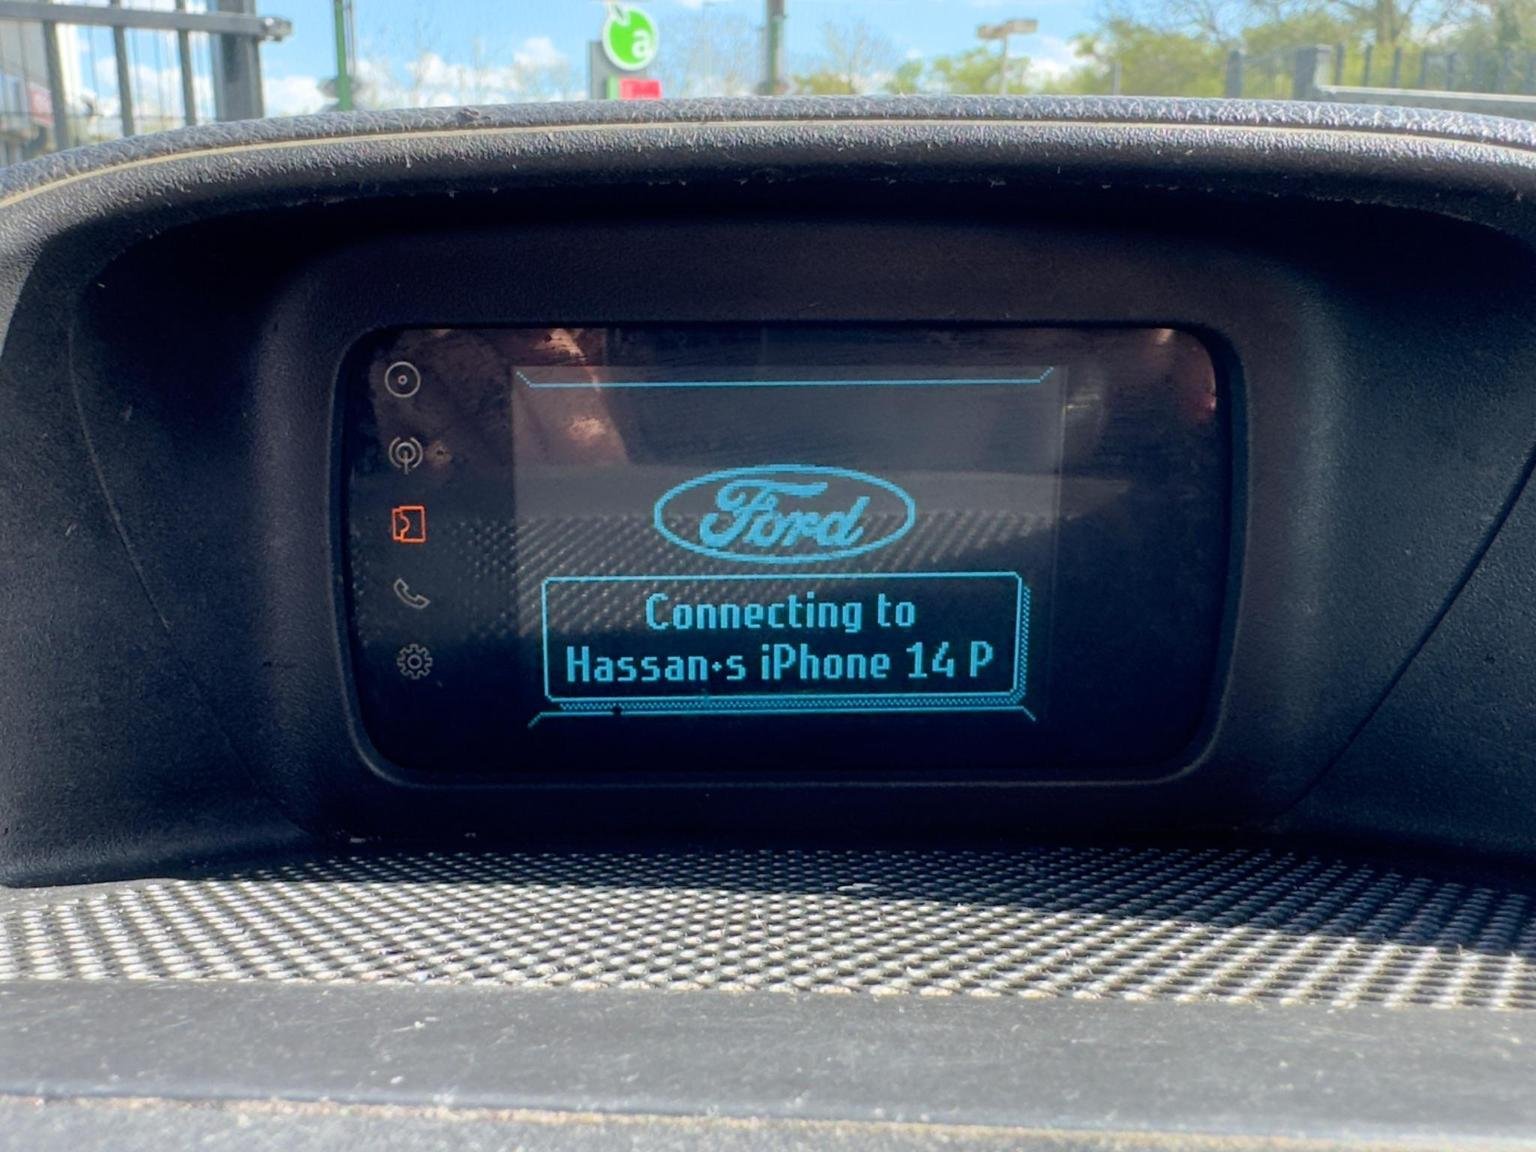 a
Ford
Connecting to
Hassan·s iPhone 14 P